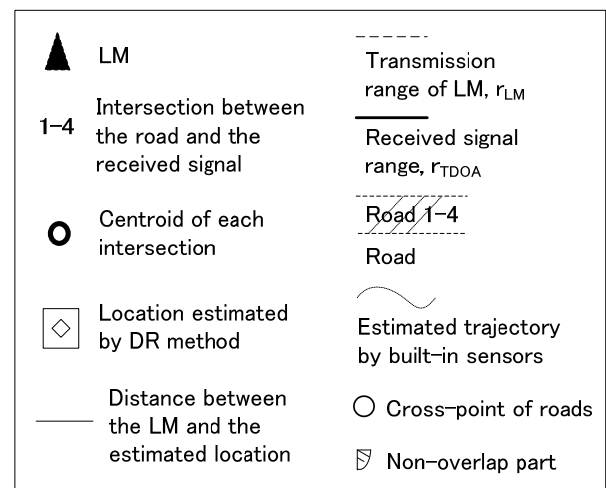 LM
1-4
Intersection between
the road and the
received signal
Centroid of each
intersection
Location estimated
by DR method
Distance between
the LM and the
estimated location
Transmission
range of LM, rLM
Received signal
range, rTDOA
Road 1-4
Road
Estimated trajectory
by built-in sensors
Cross-point of roads
Non-overlap part